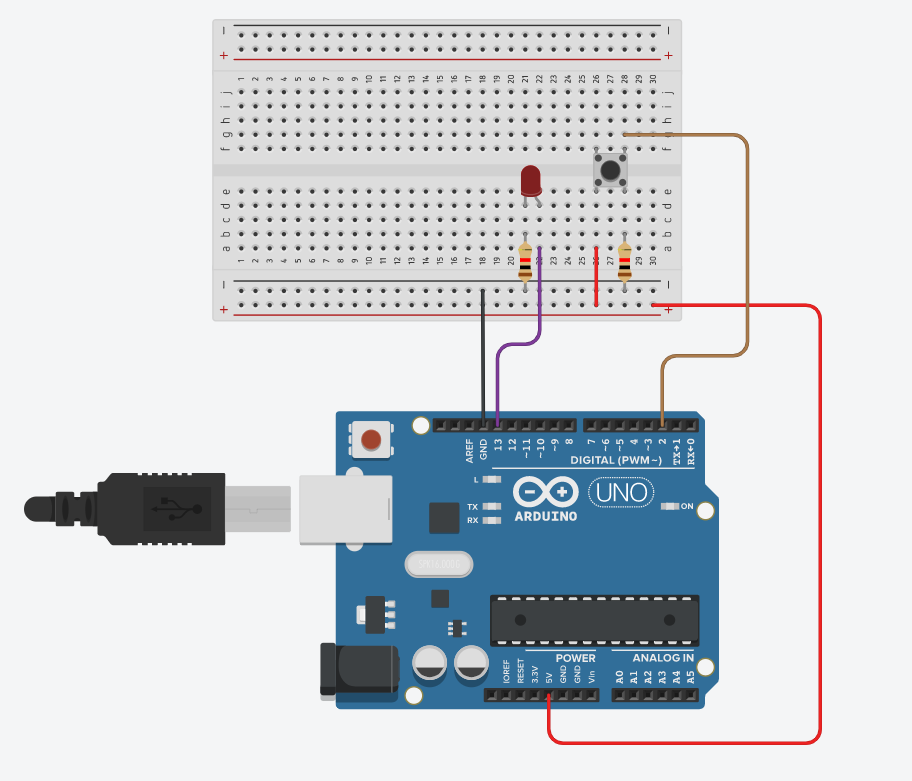 − −
+ +
1 2 3 4 5 6 7 8 9 10 11 12 13 14 15 16 17 18 19 20 21 22 23 24 25 26 27 28 29 30
j j
i i
h h
g g
f f
e e
d d
c c
b b
a a
1 2 3 4 5 6 7 8 9 10 11 12 13 14 15 16 17 18 19 20 22 23 24 25 26 27 29 30
− −
+ +
AREF GND 13 12 ~11 ~10 ~9 8 7 ~6 ~5 4 ~3 2 TX→1 RX←0
DIGITAL (PWM~)
L
TX
RX
ARDUINO
UNO
ON
POWER ANALOG IN
IOREF RESET 3.3V 5V GND GND Vin A0 A1 A2 A3 A4 A5